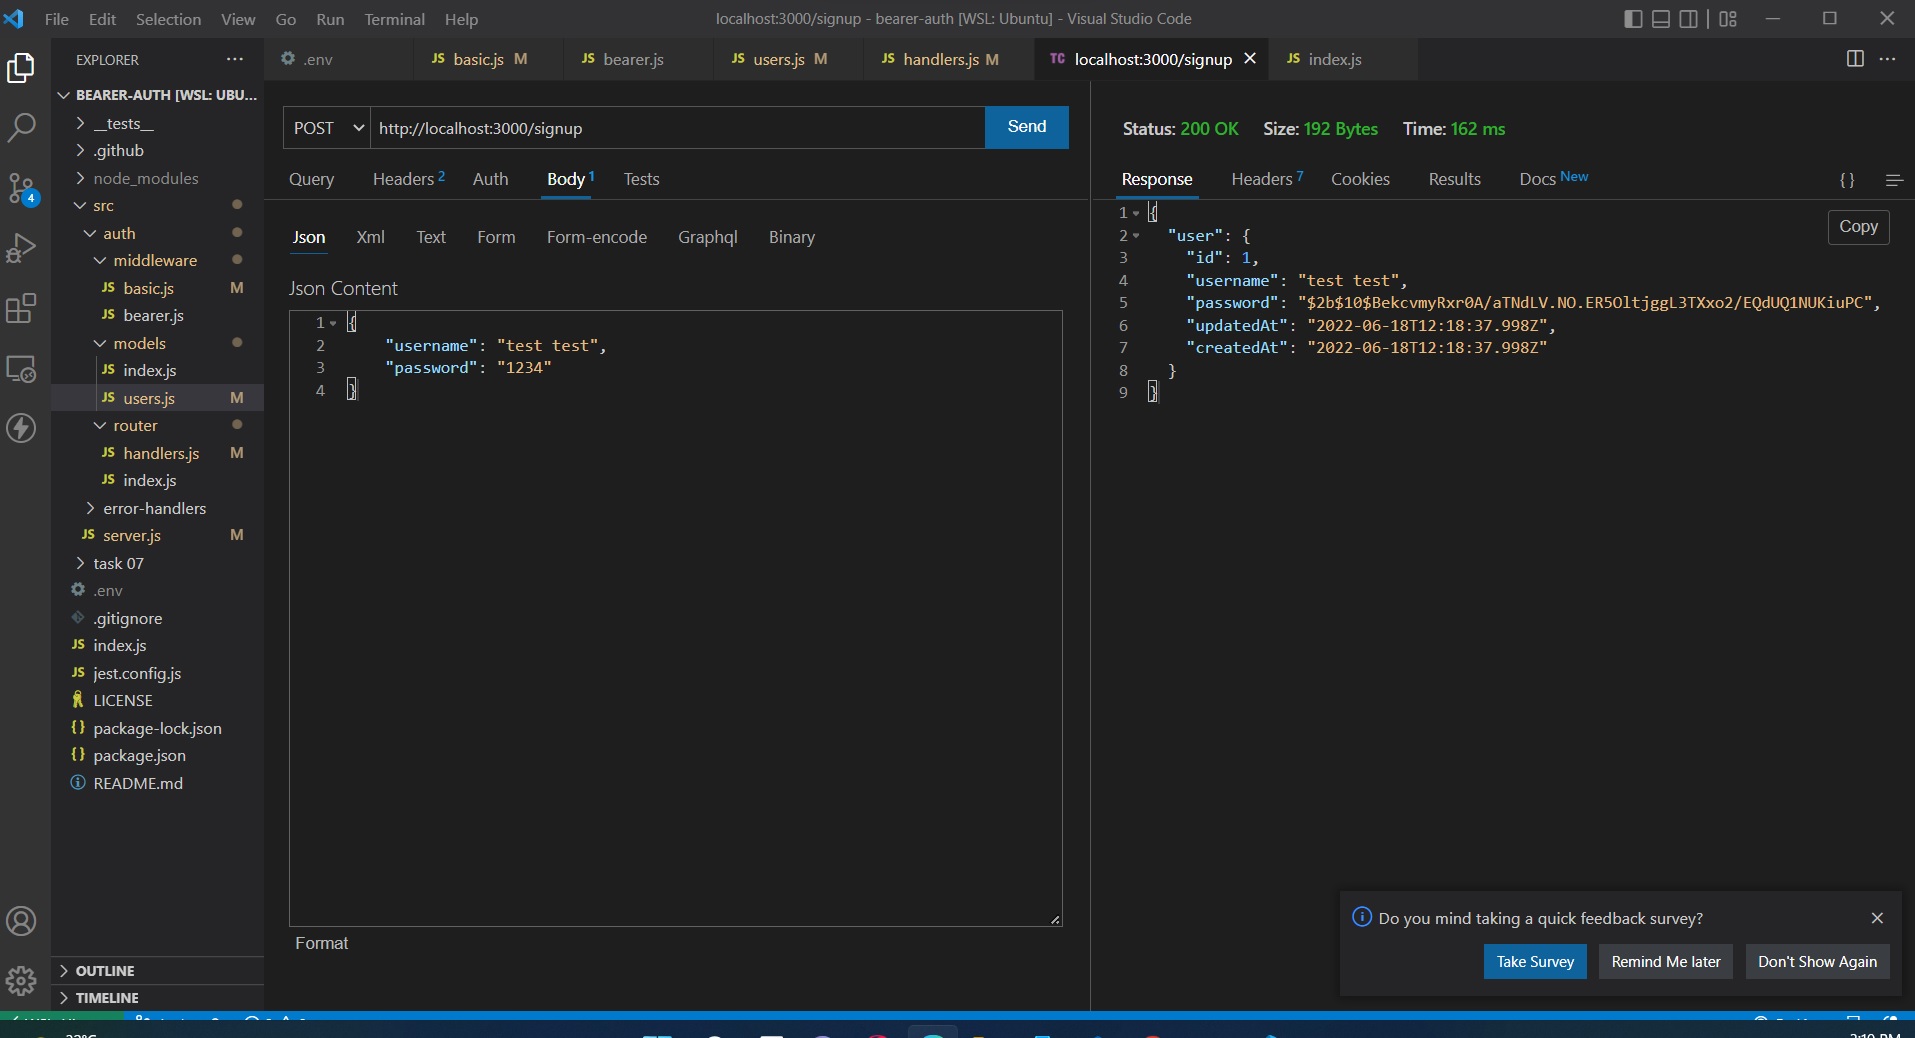 File Edit Selection View Go Run Terminal Help
localhost:3000/signup - bearer-auth [WSL: Ubuntu] - Visual Studio Code
EXPLORER ...
.env
JS basic.js M
JS bearer.js
JS users.js M
JS handlers.js M
TC localhost:3000/signup
JS index.js
BEARER-AUTH [WSL: UBU...
__tests__
.github
node_modules
src
auth
middleware
JS basic.js M
JS bearer.js
models
JS index.js
JS users.js M
router
JS handlers.js M
JS index.js
error-handlers
JS server.js M
task 07
.env
.gitignore
JS index.js
JS jest.config.js
LICENSE
{} package-lock.json
{} package.json
README.md
OUTLINE
TIMELINE
4
POST http://localhost:3000/signup Send
Query Headers 2 Auth Body 1 Tests
Json Xml Text Form Form-encode Graphql Binary
Json Content
1 {
2 "username": "test test",
3 "password": "1234"
4 }
Format
Status: 200 OK Size: 192 Bytes Time: 162 ms
Response Headers 7 Cookies Results Docs New {}
Copy
1 {
2 "user": {
3 "id": 1,
4 "username": "test test",
5 "password": "$2b$10$BekcvmyRxr0A/aTNdLV.NO.ER5OltjggL3TXxo2/EQdUQ1NUKiuPC",
6 "updatedAt": "2022-06-18T12:18:37.998Z",
7 "createdAt": "2022-06-18T12:18:37.998Z"
8 }
9 }
Do you mind taking a quick feedback survey?
Take Survey Remind Me later Don't Show Again